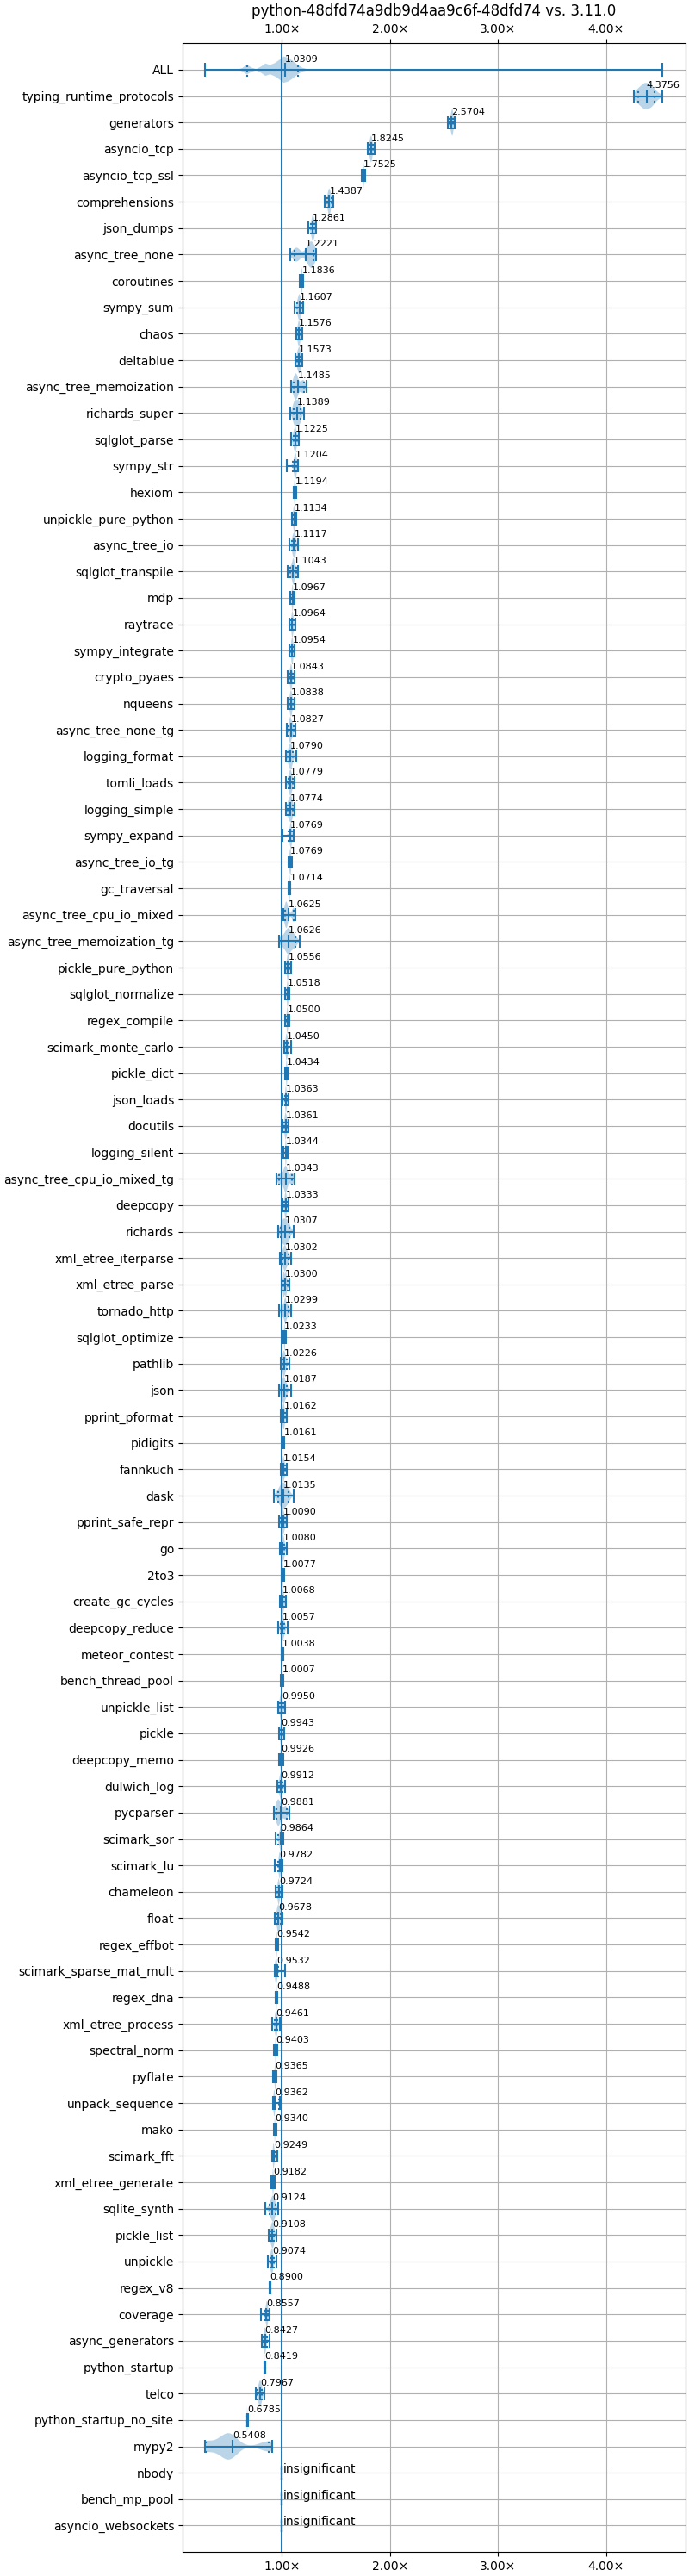 python-48dfd74a9db9d4aa9c6f-48dfd74 vs. 3.11.0
1.00× 2.00× 3.00× 4.00×
ALL 1.0309
typing_runtime_protocols 4.3756
generators 2.5704
asyncio_tcp 1.8245
asyncio_tcp_ssl 1.7525
comprehensions 1.4387
json_dumps 1.2861
async_tree_none 1.2221
coroutines 1.1836
sympy_sum 1.1607
chaos 1.1576
deltablue 1.1573
async_tree_memoization 1.1485
richards_super 1.1389
sqlglot_parse 1.1225
sympy_str 1.1204
hexiom 1.1194
unpickle_pure_python 1.1134
async_tree_io 1.1117
sqlglot_transpile 1.1043
mdp 1.0967
raytrace 1.0964
sympy_integrate 1.0954
crypto_pyaes 1.0843
nqueens 1.0838
async_tree_none_tg 1.0827
logging_format 1.0790
tomli_loads 1.0779
logging_simple 1.0774
sympy_expand 1.0769
async_tree_io_tg 1.0769
gc_traversal 1.0714
async_tree_cpu_io_mixed 1.0625
async_tree_memoization_tg 1.0626
pickle_pure_python 1.0556
sqlglot_normalize 1.0518
regex_compile 1.0500
scimark_monte_carlo 1.0450
pickle_dict 1.0434
json_loads 1.0363
docutils 1.0361
logging_silent 1.0344
async_tree_cpu_io_mixed_tg 1.0343
deepcopy 1.0333
richards 1.0307
xml_etree_iterparse 1.0302
xml_etree_parse 1.0300
tornado_http 1.0299
sqlglot_optimize 1.0233
pathlib 1.0226
json 1.0187
pprint_pformat 1.0162
pidigits 1.0161
fannkuch 1.0154
dask 1.0135
pprint_safe_repr 1.0090
go 1.0080
2to3 1.0077
create_gc_cycles 1.0068
deepcopy_reduce 1.0057
meteor_contest 1.0038
bench_thread_pool 1.0007
unpickle_list 0.9950
pickle 0.9943
deepcopy_memo 0.9926
dulwich_log 0.9912
pycparser 0.9881
scimark_sor 0.9864
scimark_lu 0.9782
chameleon 0.9724
float 0.9678
regex_effbot 0.9542
scimark_sparse_mat_mult 0.9532
regex_dna 0.9488
xml_etree_process 0.9461
spectral_norm 0.9403
pyflate 0.9365
unpack_sequence 0.9362
mako 0.9340
scimark_fft 0.9249
xml_etree_generate 0.9182
sqlite_synth 0.9124
pickle_list 0.9108
unpickle 0.9074
regex_v8 0.8900
coverage 0.8557
async_generators 0.8427
python_startup 0.8419
telco 0.7967
python_startup_no_site 0.6785
mypy2 0.5408
nbody insignificant
bench_mp_pool insignificant
asyncio_websockets insignificant
1.00× 2.00× 3.00× 4.00×